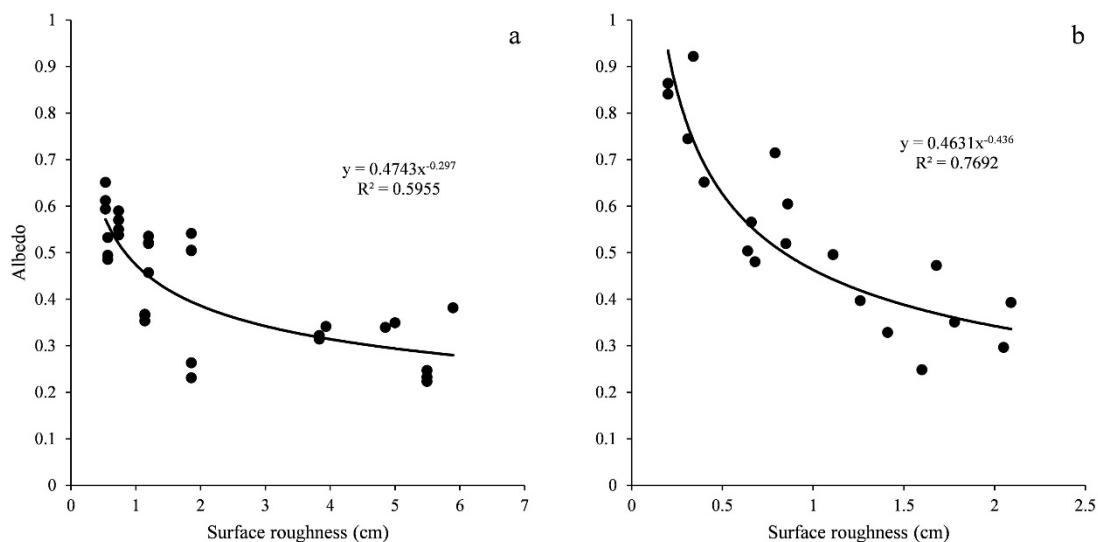 a
1
0.9
0.8
0.7
0.6
0.5
0.4
0.3
0.2
0.1
0
Albedo
y = 0.4743x^-0.297
R² = 0.5955
0 1 2 3 4 5 6 7
Surface roughness (cm)
b
1
0.9
0.8
0.7
0.6
0.5
0.4
0.3
0.2
0.1
0
y = 0.4631x^-0.436
R² = 0.7692
0 0.5 1 1.5 2 2.5
Surface roughness (cm)